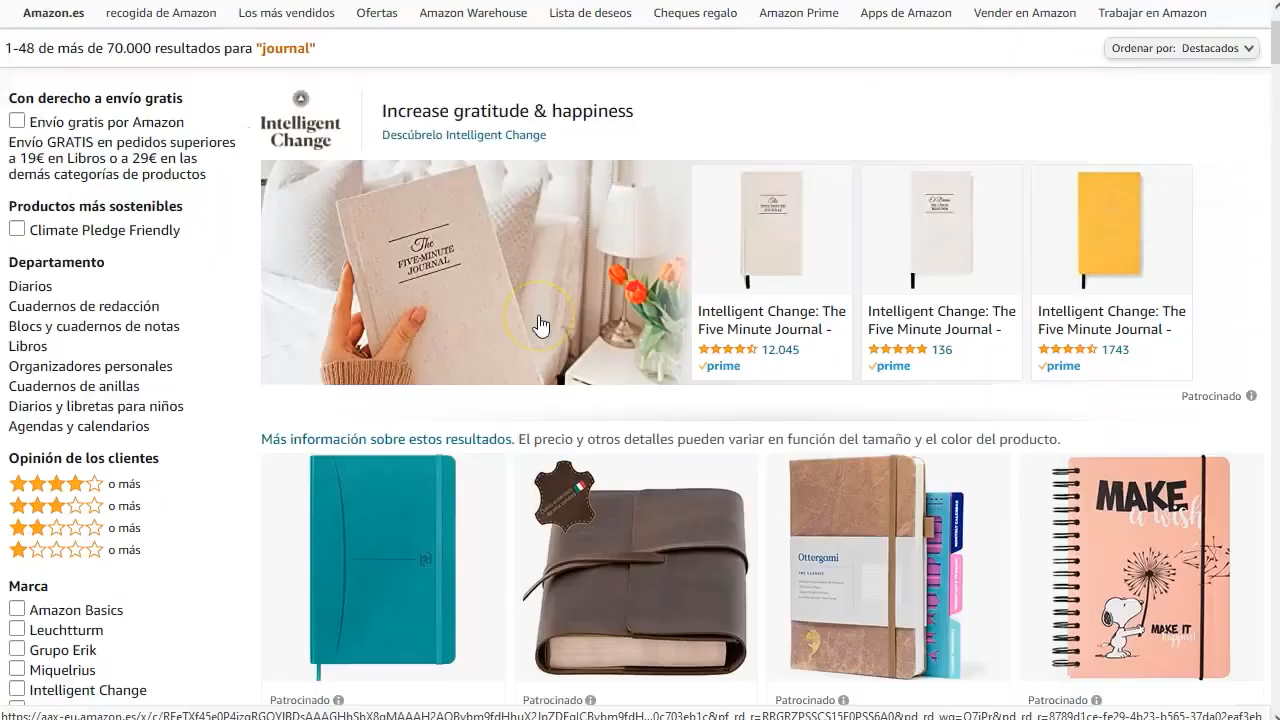 Amazon.es recogida de Amazon Los más vendidos Ofertas Amazon Warehouse Lista de deseos Cheques regalo Amazon Prime Apps de Amazon Vender en Amazon Trabajar en Amazon
1-48 de más de 70.000 resultados para "journal"
Ordenar por: Destacados
Con derecho a envío gratis
Envío gratis por Amazon
Envío GRATIS en pedidos superiores
a 19€ en Libros o a 29€ en las
demás categorías de productos
Productos más sostenibles
Climate Pledge Friendly
Departamento
Diarios
Cuadernos de redacción
Blocs y cuadernos de notas
Libros
Organizadores personales
Cuadernos de anillas
Diarios y libretas para niños
Agendas y calendarios
Opinión de los clientes
o más
o más
o más
o más
Marca
Amazon Basics
Leuchtturm
Grupo Erik
Miquelrius
Intelligent Change
Intelligent
Change
Increase gratitude & happiness
Descúbrelo Intelligent Change
The
FIVE-MINUTE
JOURNAL
The
FIVE-MINUTE
JOURNAL
Intelligent Change: The
Five Minute Journal -
12.045
prime
Intelligent Change: The
Five Minute Journal -
136
prime
Intelligent Change: The
Five Minute Journal -
1743
prime
Patrocinado
Más información sobre estos resultados. El precio y otros detalles pueden variar en función del tamaño y el color del producto.
Ottergami
THE CLASSIC
MAKE
a wish
MAKE IT
happen!
Patrocinado
Patrocinado
Patrocinado
Patrocinado